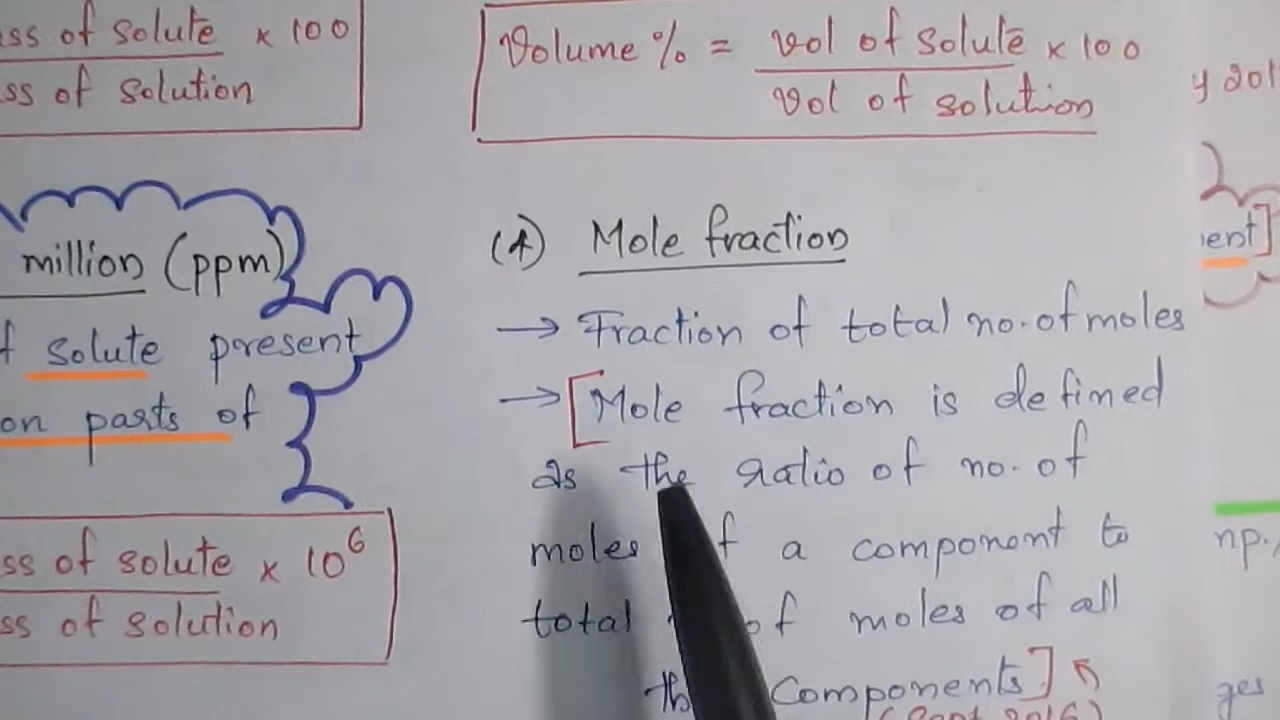 ss of solute × 100
ss of solution
Volume % = vol of solute × 100
vol of solution
million (ppm)
f solute present
on parts of
ss of solute × 10⁶
ss of solution
(4) Mole fraction
→ Fraction of total no. of moles
→ [Mole fraction is defined
as the ratio of no. of
moles f a component to
total of moles of all
th components]
y 201
ent]
np.
ges